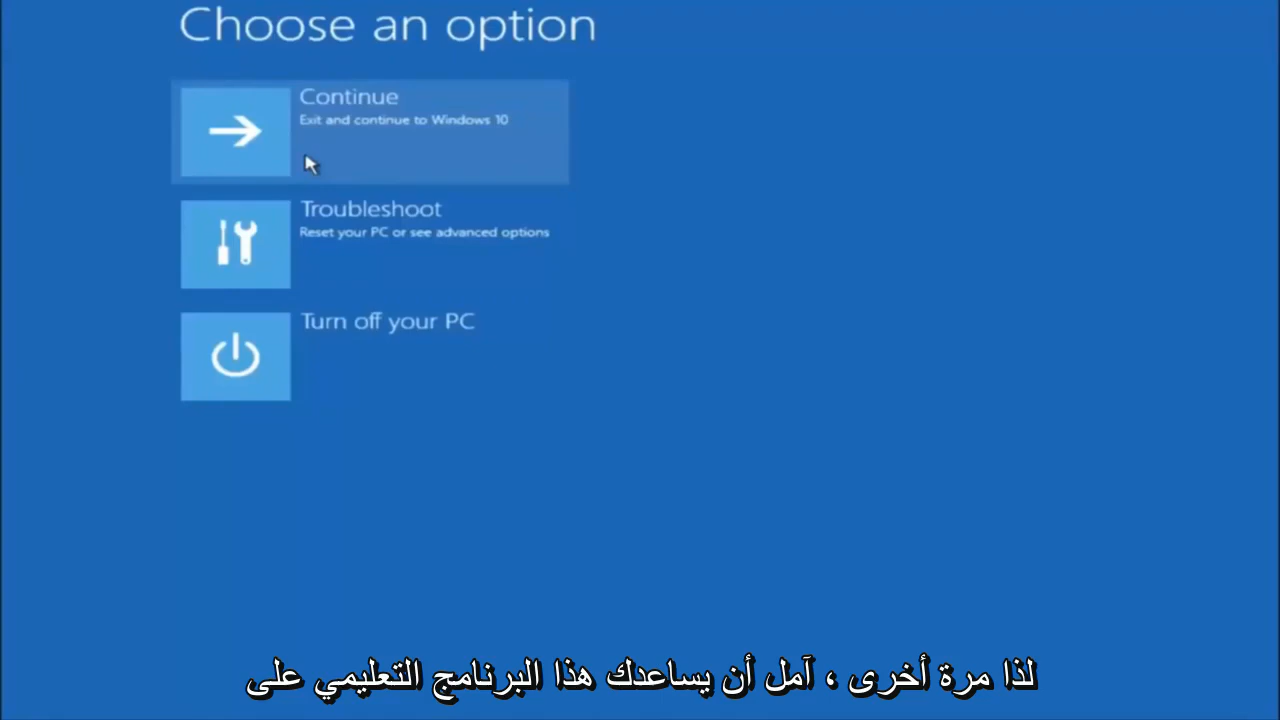 Choose an option
Continue
Exit and continue to Windows 10
Troubleshoot
Reset your PC or see advanced options
Turn off your PC
لذا مرة أخرى ، آمل أن يساعدك هذا البرنامج التعليمي على